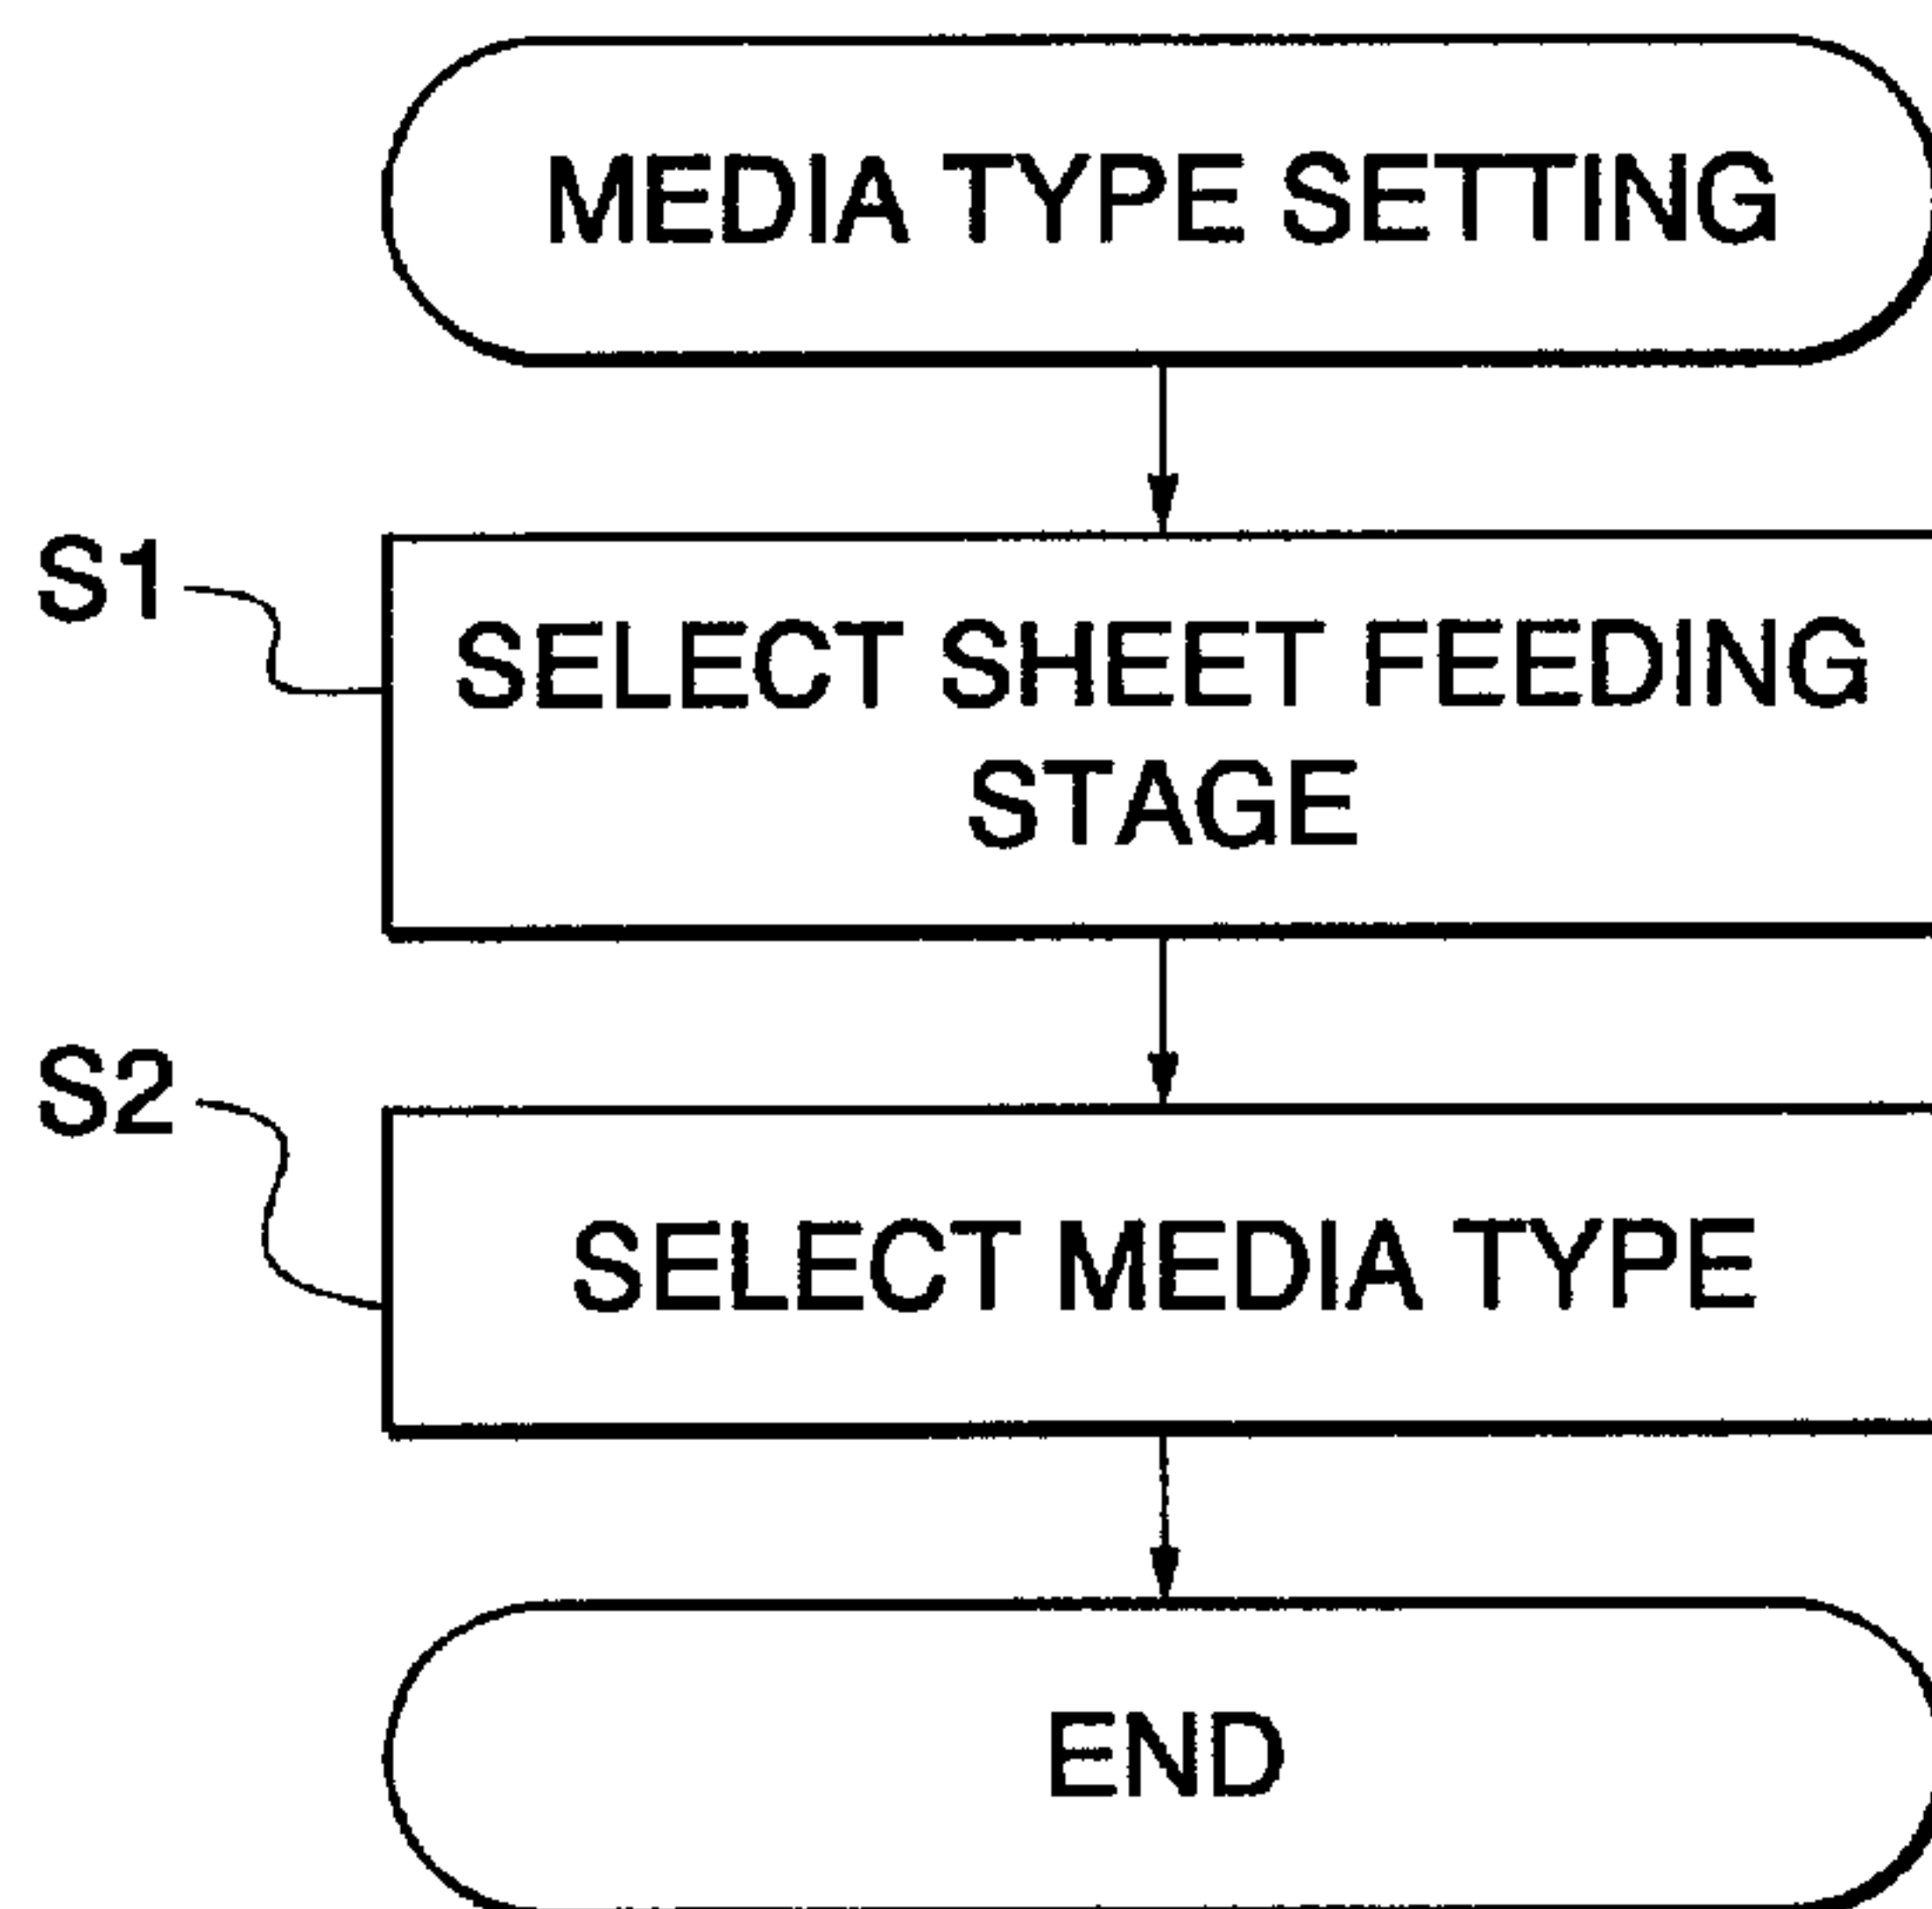 MEDIA TYPE SETTING
S1
SELECT SHEET FEEDING
STAGE
S2
SELECT MEDIA TYPE
END